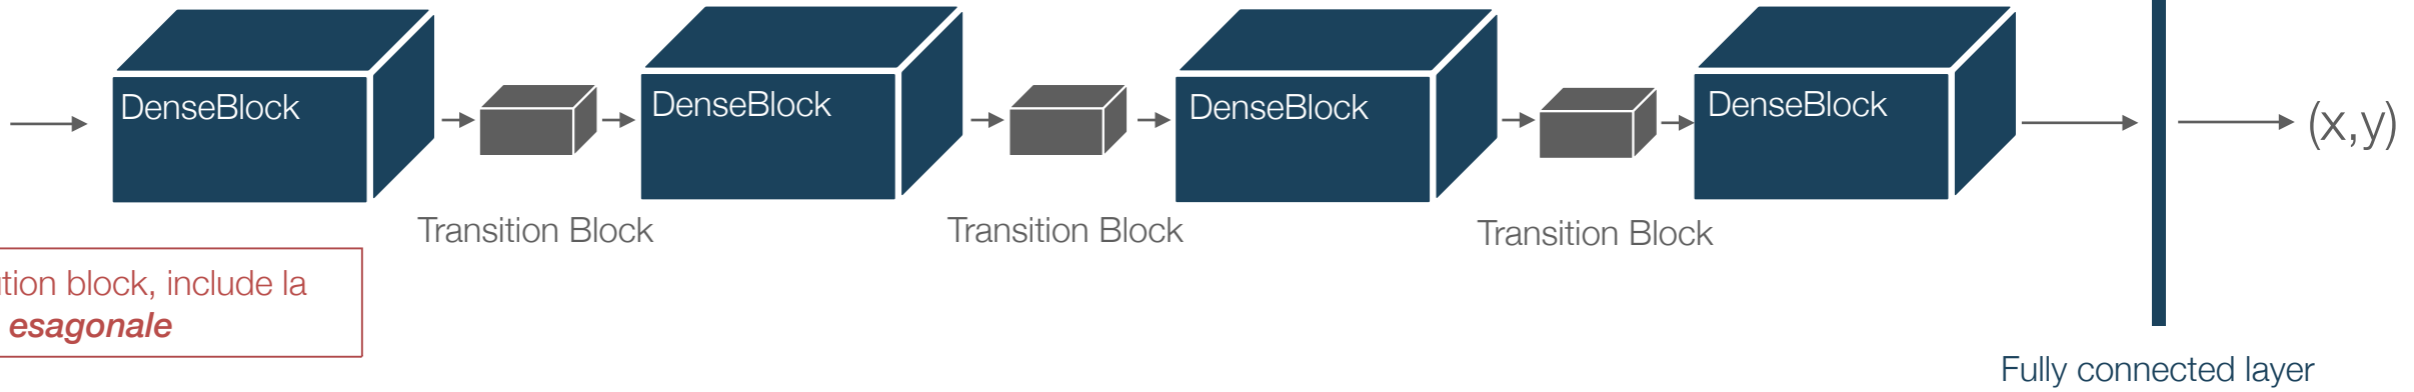 DenseBlock
DenseBlock
DenseBlock
DenseBlock
(x,y)
Transition Block
Transition Block
Transition Block
tion block, include la
esagonale
Fully connected layer